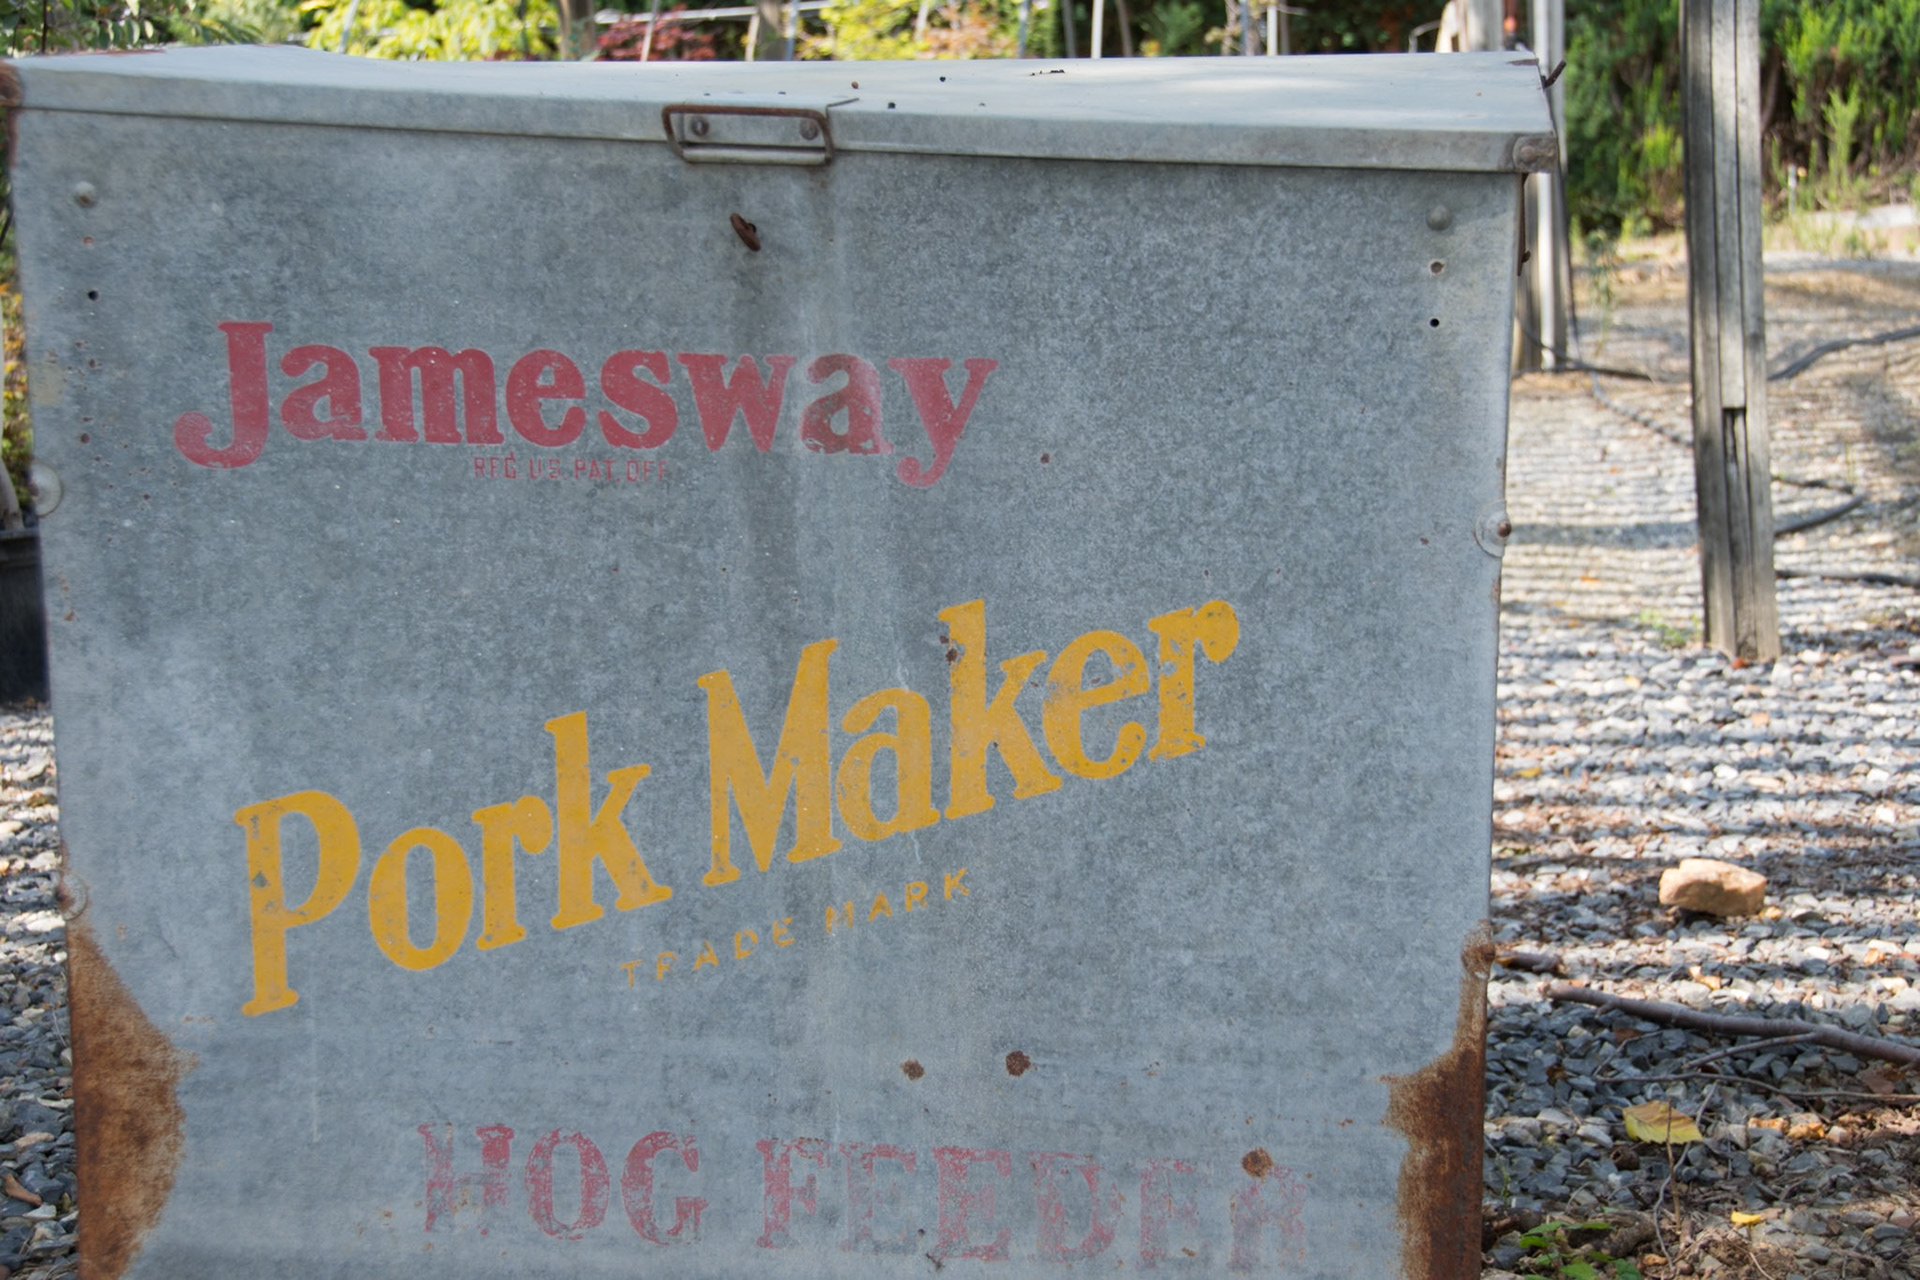 Jamesway
REG US PAT. OFF.
Pork Maker
TRADE MARK
HOG FEEDER